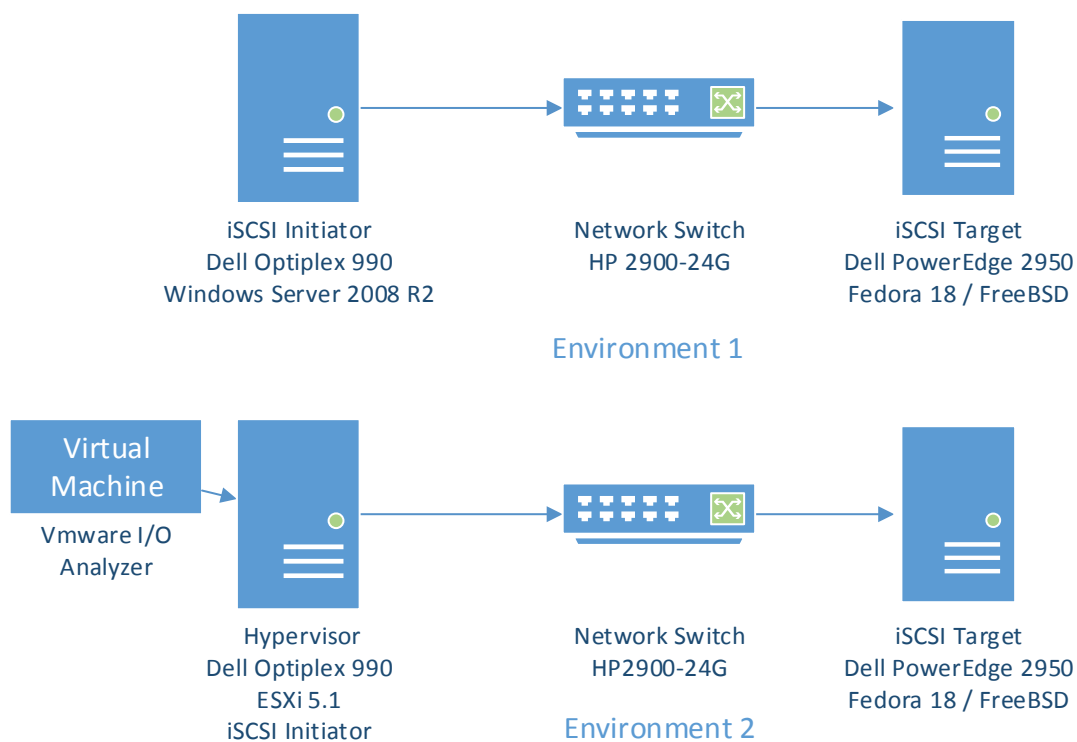 iSCSI Initiator
Dell Optiplex 990
Windows Server 2008 R2
Network Switch
HP 2900-24G
iSCSI Target
Dell PowerEdge 2950
Fedora 18 / FreeBSD
Environment 1
Virtual
Machine
Vmware I/O
Analyzer
Hypervisor
Dell Optiplex 990
ESXi 5.1
iSCSI Initiator
Network Switch
HP2900-24G
iSCSI Target
Dell PowerEdge 2950
Fedora 18 / FreeBSD
Environment 2